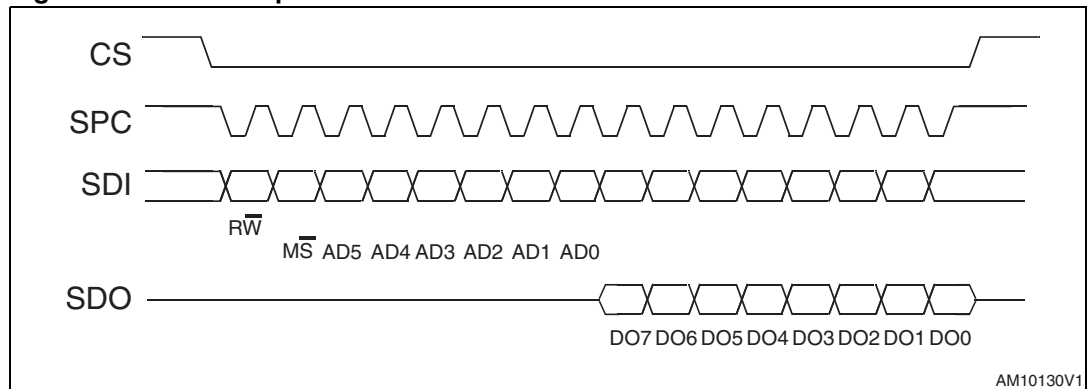 CS
SPC
SDI
RW̅
MS̅ AD5 AD4 AD3 AD2 AD1 AD0
SDO
DO7 DO6 DO5 DO4 DO3 DO2 DO1 DO0
AM10130V1